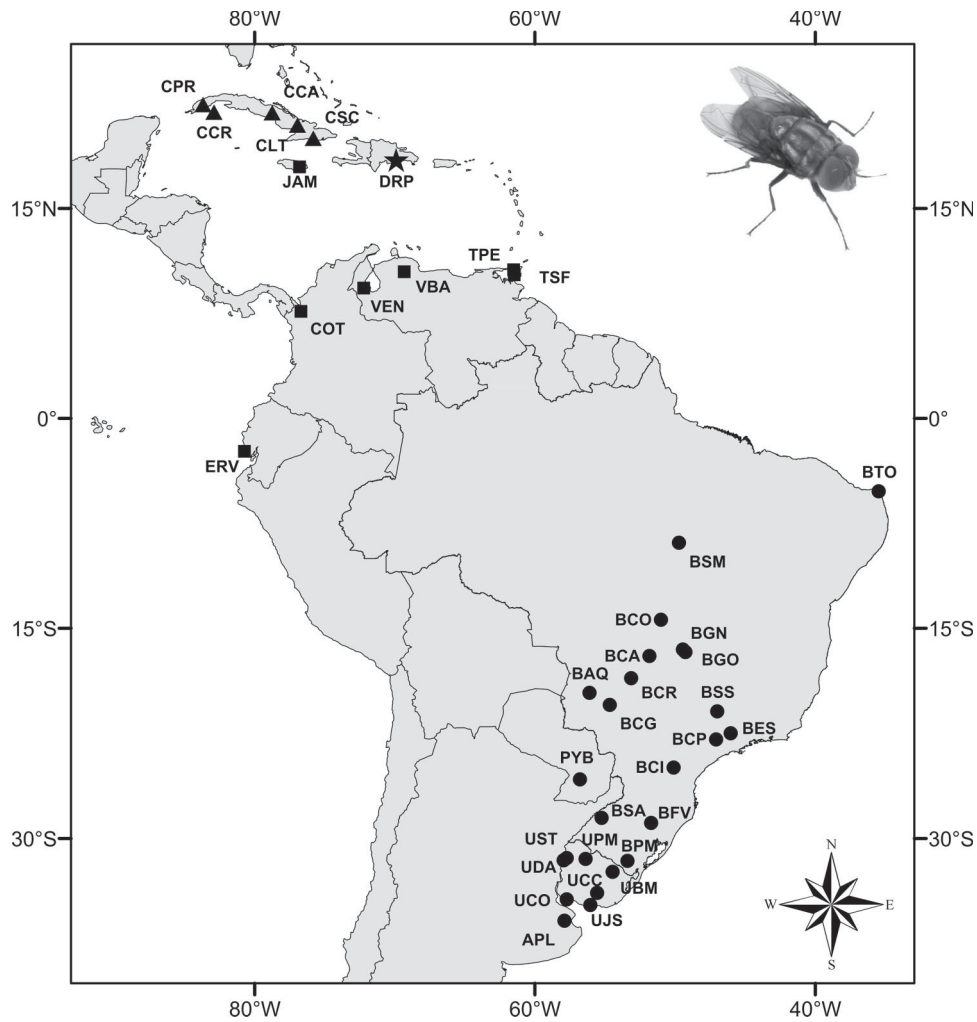 80°W 60°W 40°W
CPR
CCA
CCR
CSC
CLT
JAM
DRP
15°N 15°N
TPE
TSF
VBA
VEN
COT
0° 0°
ERV
BTO
BSM
BCO
15°S 15°S
BGN
BCA
BGO
BAQ
BCR
BSS
BCG
BES
BCP
PYB
BCI
BSA
BFV
30°S 30°S
UST
UPM
BPM
UDA
UCC
UBM
UCO
UJS
APL
N
W E
S
80°W 60°W 40°W